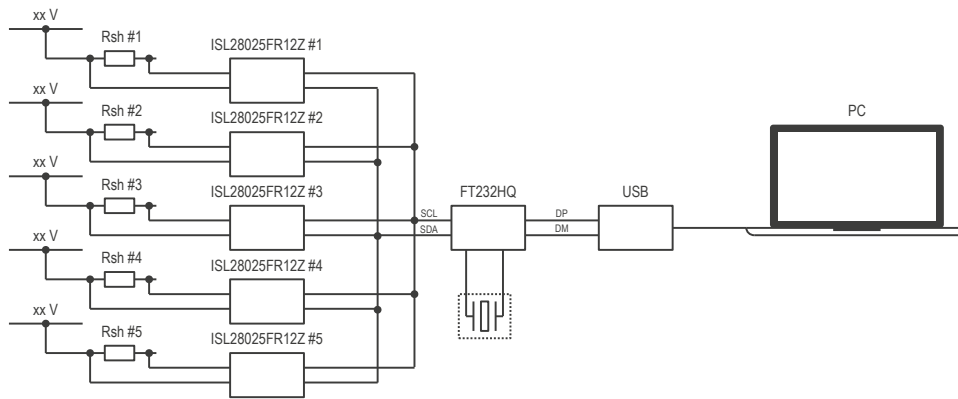 xx V
Rsh #1
ISL28025FR12Z #1
xx V
Rsh #2
ISL28025FR12Z #2
xx V
Rsh #3
ISL28025FR12Z #3
xx V
Rsh #4
ISL28025FR12Z #4
xx V
Rsh #5
ISL28025FR12Z #5
SCL
SDA
FT232HQ
DP
DM
USB
PC